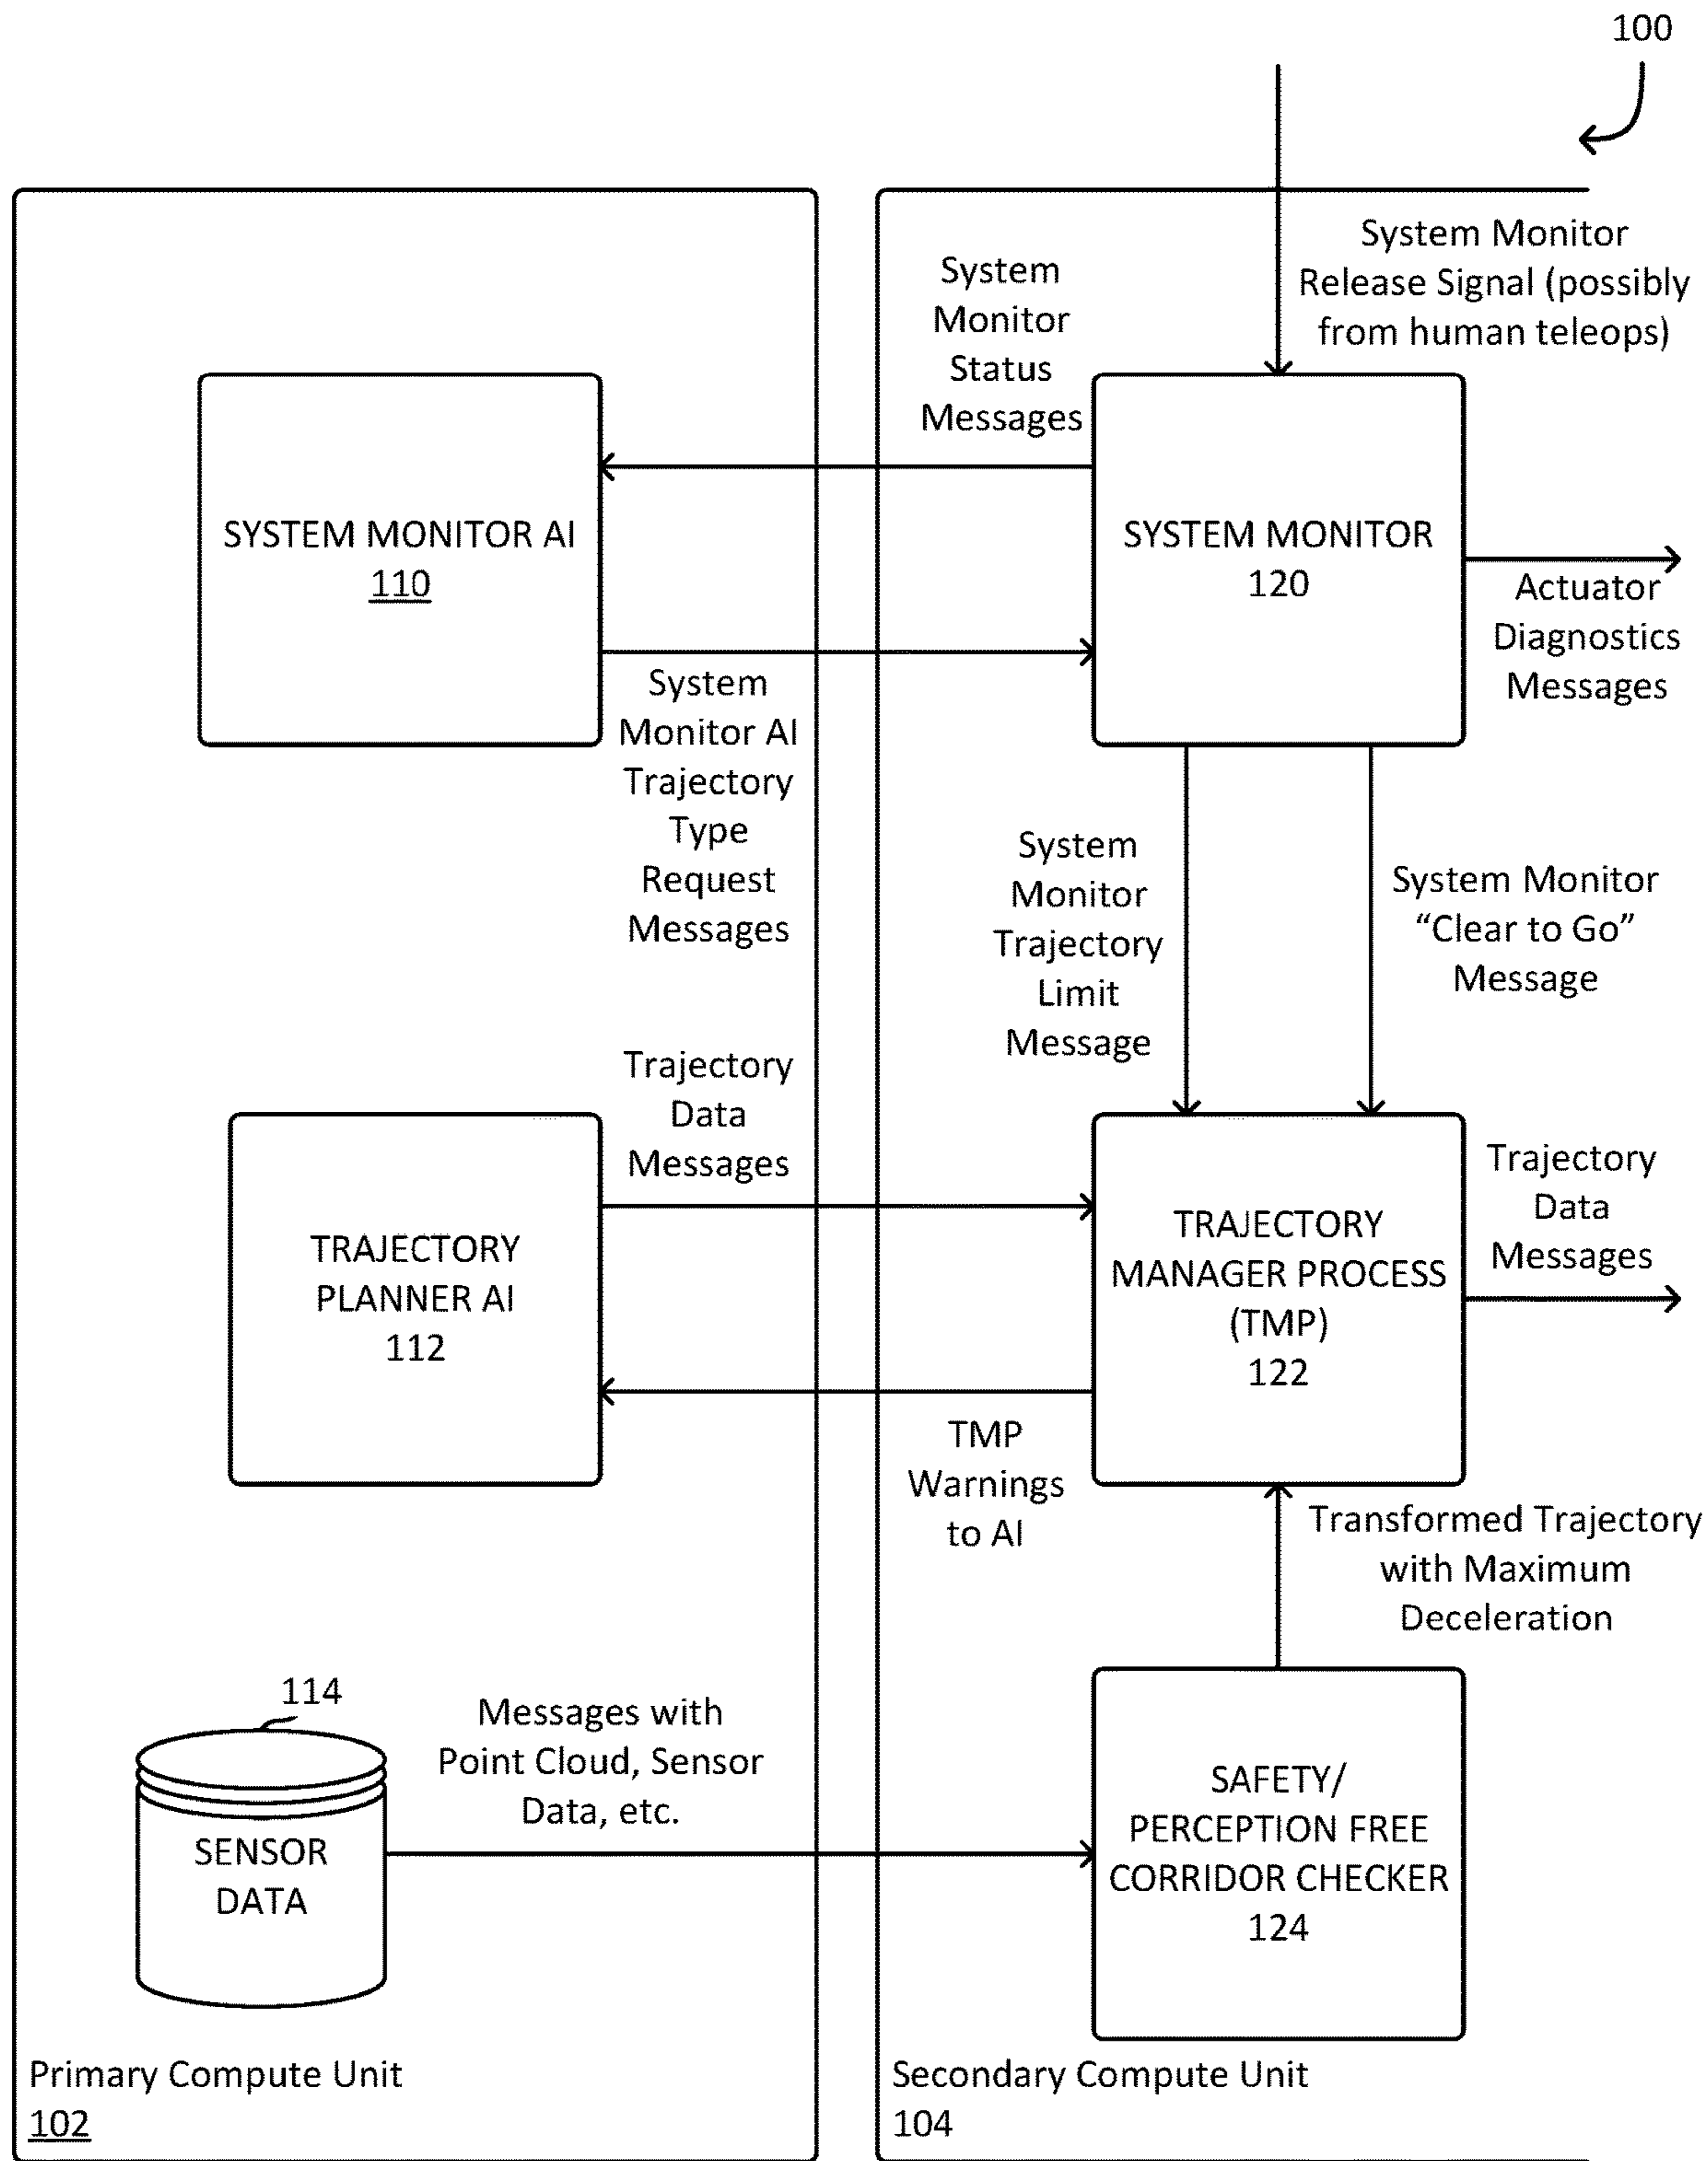 100
System Monitor
Release Signal (possibly
from human teleops)
System
Monitor
Status
Messages
SYSTEM MONITOR AI
110
SYSTEM MONITOR
120
Actuator
Diagnostics
Messages
System
Monitor AI
Trajectory
Type
Request
Messages
System
Monitor
Trajectory
Limit
Message
System Monitor
“Clear to Go”
Message
Trajectory
Data
Messages
TRAJECTORY
PLANNER AI
112
TRAJECTORY
MANAGER PROCESS
(TMP)
122
Trajectory
Data
Messages
TMP
Warnings
to AI
Transformed Trajectory
with Maximum
Deceleration
114
SENSOR
DATA
Messages with
Point Cloud, Sensor
Data, etc.
SAFETY/
PERCEPTION FREE
CORRIDOR CHECKER
124
Primary Compute Unit
102
Secondary Compute Unit
104